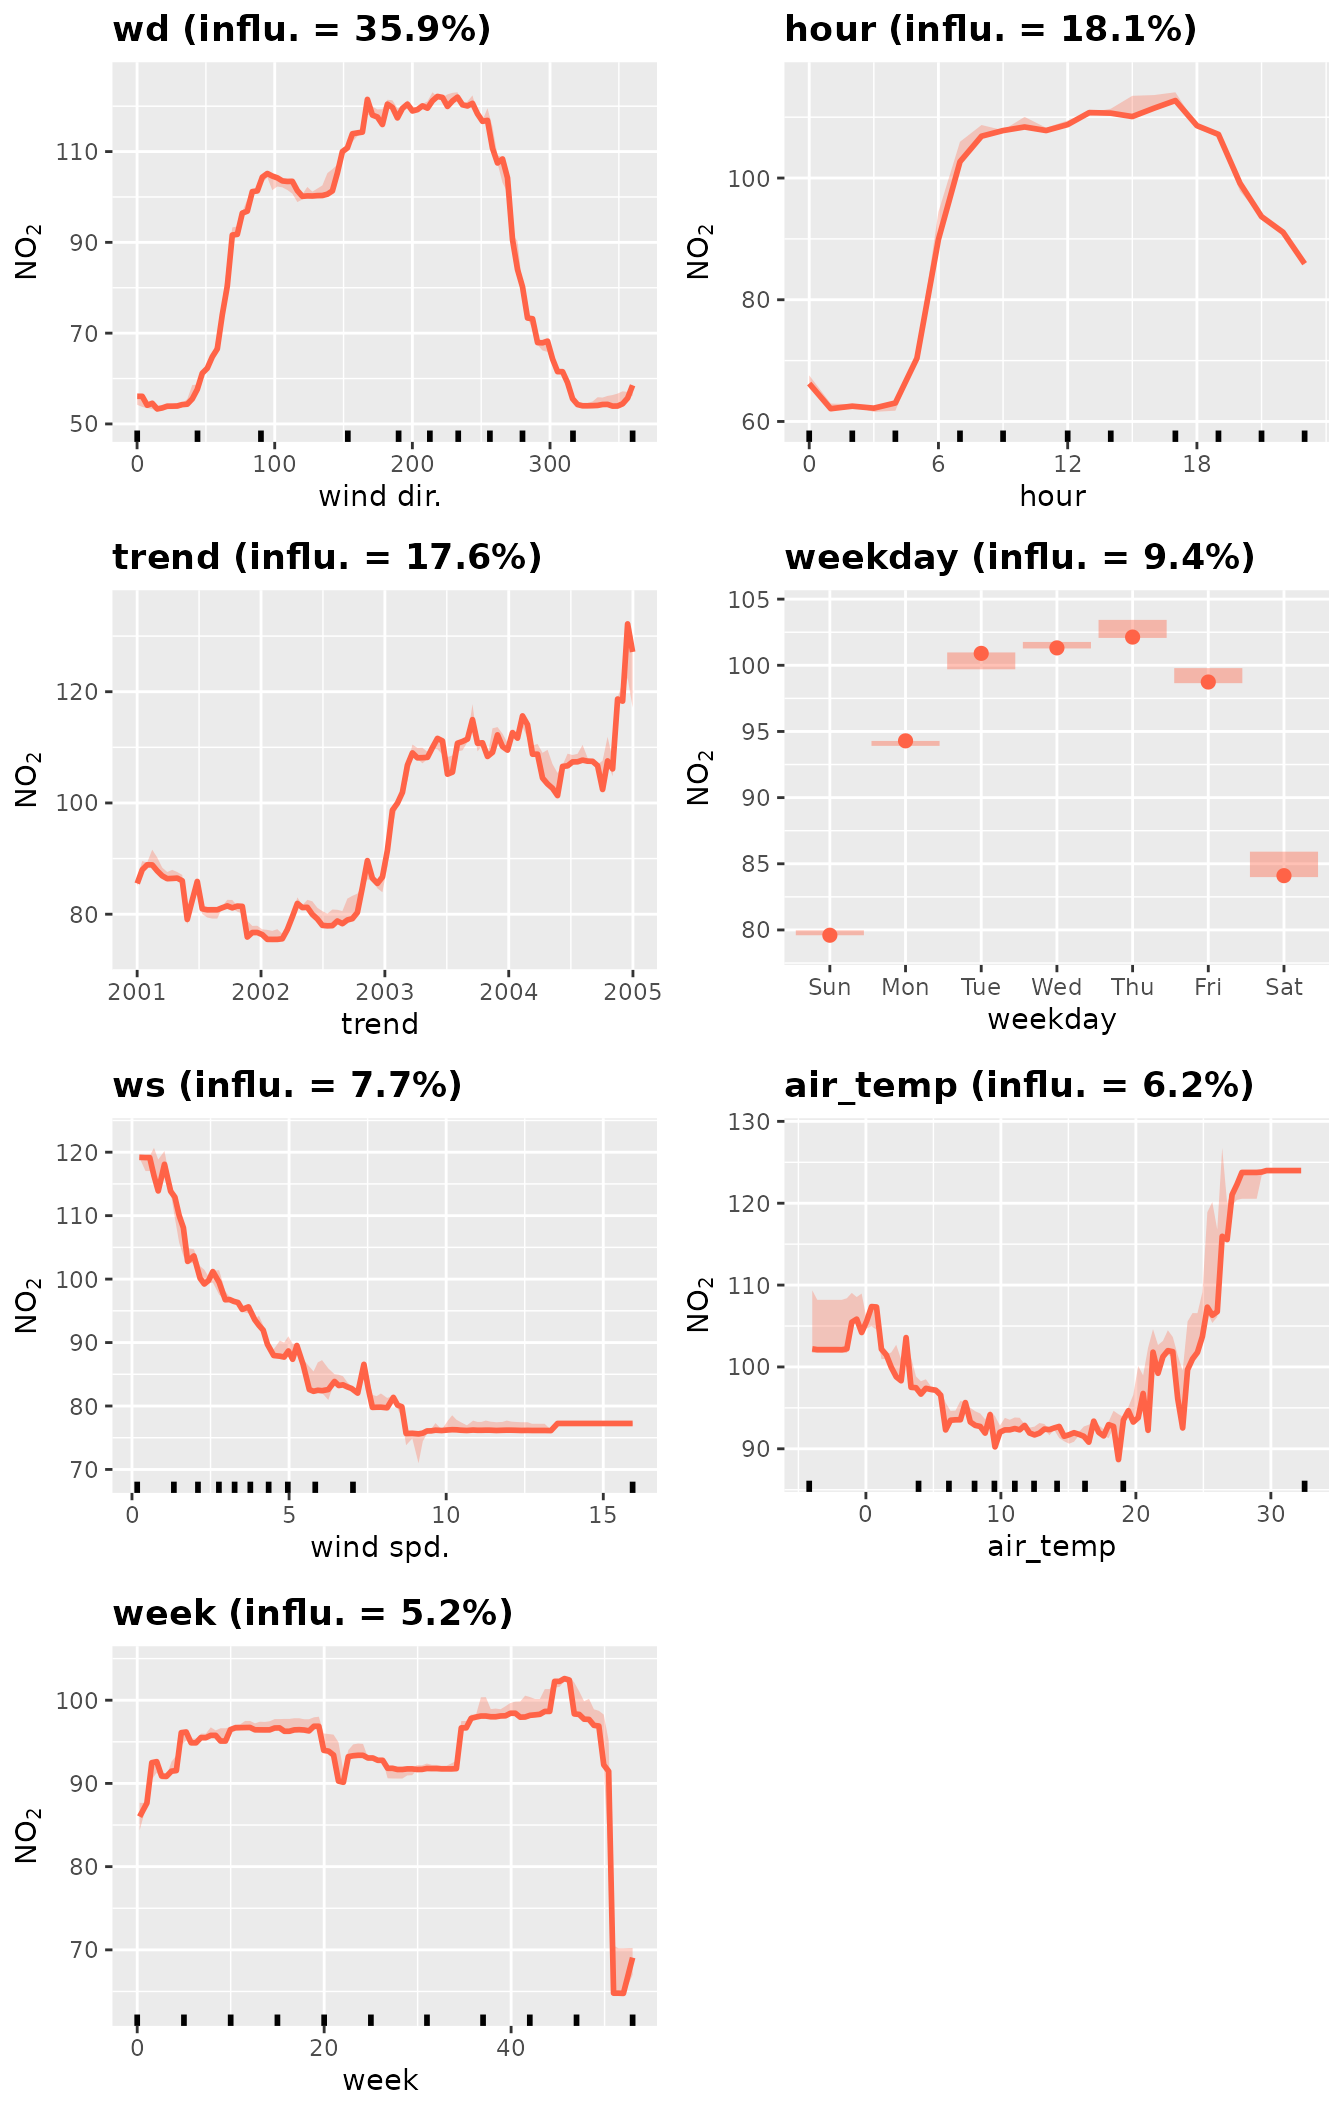 wd (influ. = 35.9%)
NO2
110
90
70
50
0 100 200 300
wind dir.
hour (influ. = 18.1%)
NO2
100
80
60
0 6 12 18
hour
trend (influ. = 17.6%)
NO2
120
100
80
2001 2002 2003 2004 2005
trend
weekday (influ. = 9.4%)
NO2
105
100
95
90
85
80
Sun Mon Tue Wed Thu Fri Sat
weekday
ws (influ. = 7.7%)
NO2
120
110
100
90
80
70
0 5 10 15
wind spd.
air_temp (influ. = 6.2%)
NO2
130
120
110
100
90
0 10 20 30
air_temp
week (influ. = 5.2%)
NO2
100
90
80
70
0 20 40
week